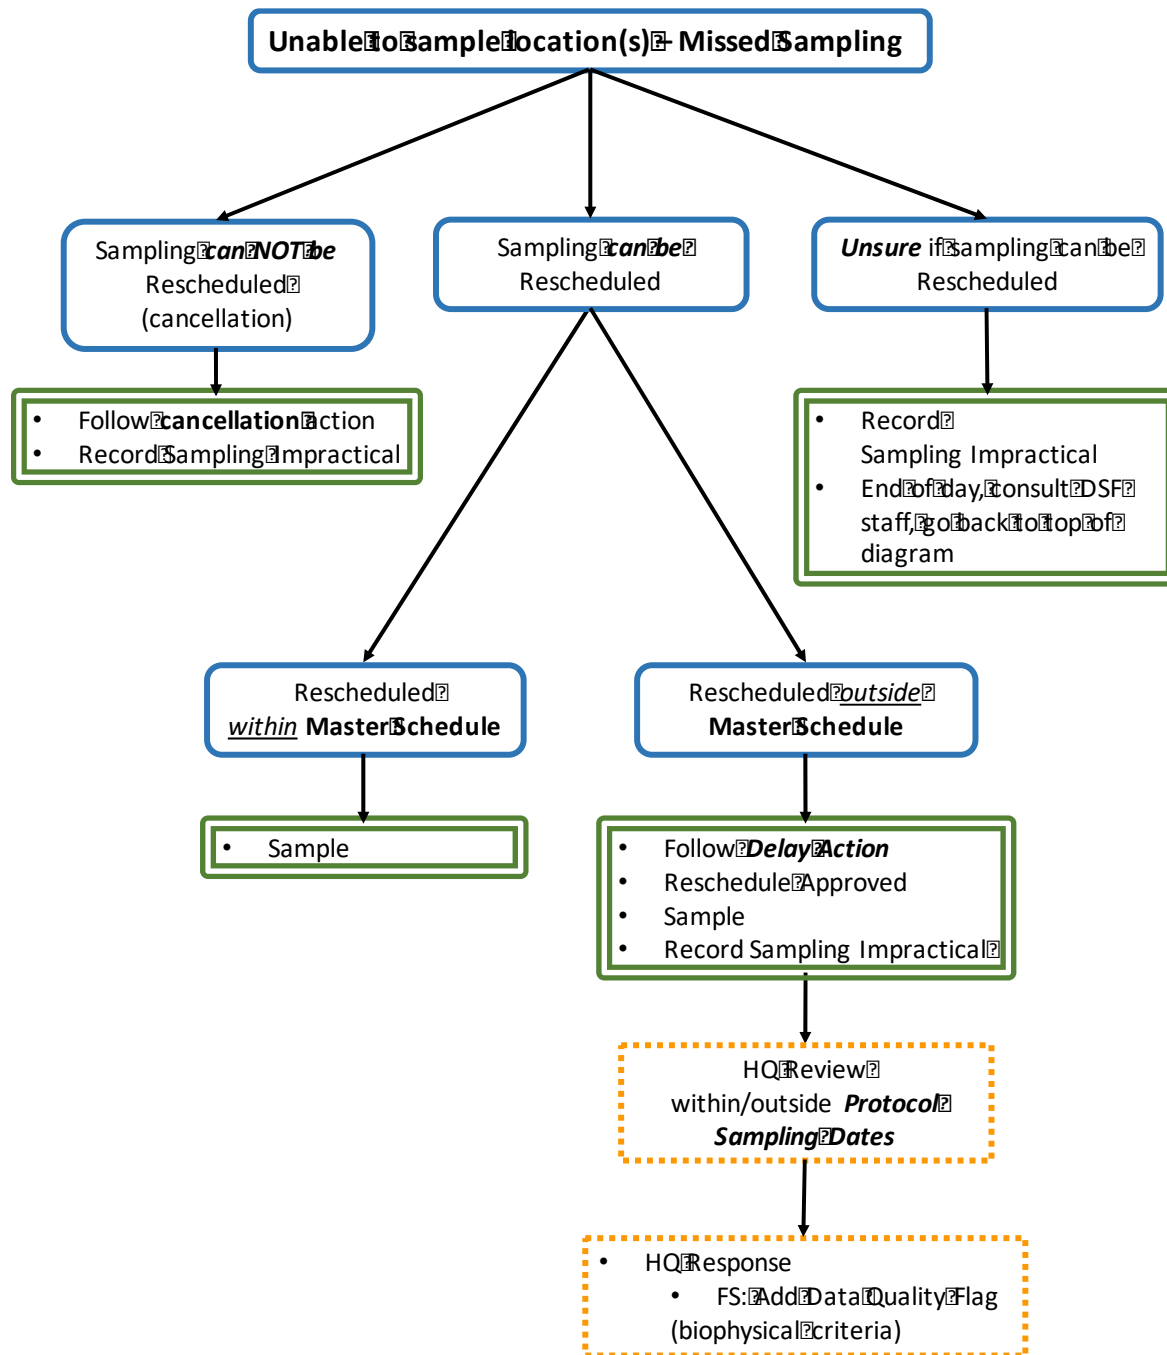 Unable to sample location(s) – Missed Sampling
Sampling can NOT be
Rescheduled
(cancellation)
Sampling can be
Rescheduled
Unsure if sampling can be
Rescheduled
• Follow cancellation action
• Record Sampling Impractical
• Record
Sampling Impractical
• End of day, consult DSF
staff, go back to top of
diagram
Rescheduled
within Master Schedule
Rescheduled outside
Master Schedule
• Sample
• Follow Delay Action
• Reschedule Approved
• Sample
• Record Sampling Impractical
HQ Review
within/outside Protocol
Sampling Dates
• HQ Response
• FS: Add Data Quality Flag
(biophysical criteria)